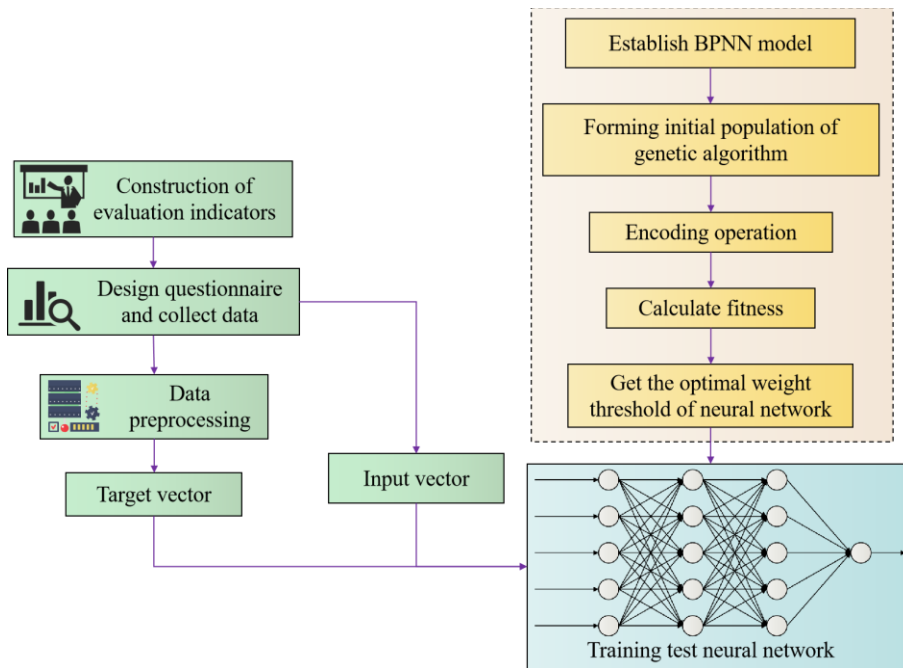 Establish BPNN model
Forming initial population of
genetic algorithm
Encoding operation
Calculate fitness
Get the optimal weight
threshold of neural network
Construction of
evaluation indicators
Design questionnaire
and collect data
Data
preprocessing
Target vector
Input vector
Training test neural network